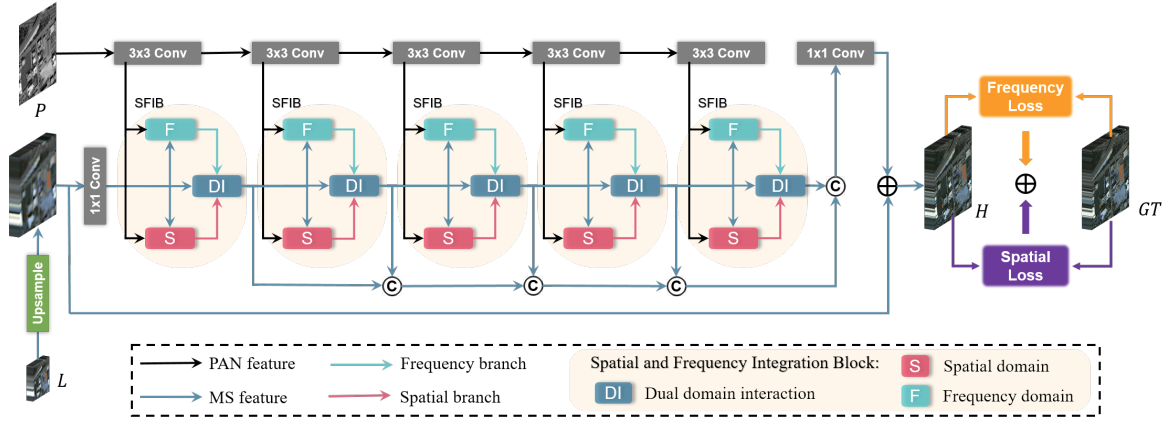 P
3x3 Conv
3x3 Conv
3x3 Conv
3x3 Conv
3x3 Conv
1x1 Conv
SFIB
SFIB
SFIB
SFIB
SFIB
F
F
F
F
F
1x1 Conv
DI
DI
DI
DI
DI
C
S
S
S
S
S
C
C
C
Upsample
L
Frequency
Loss
H
GT
Spatial
Loss
PAN feature
Frequency branch
MS feature
Spatial branch
Spatial and Frequency Integration Block:
DI Dual domain interaction
S Spatial domain
F Frequency domain